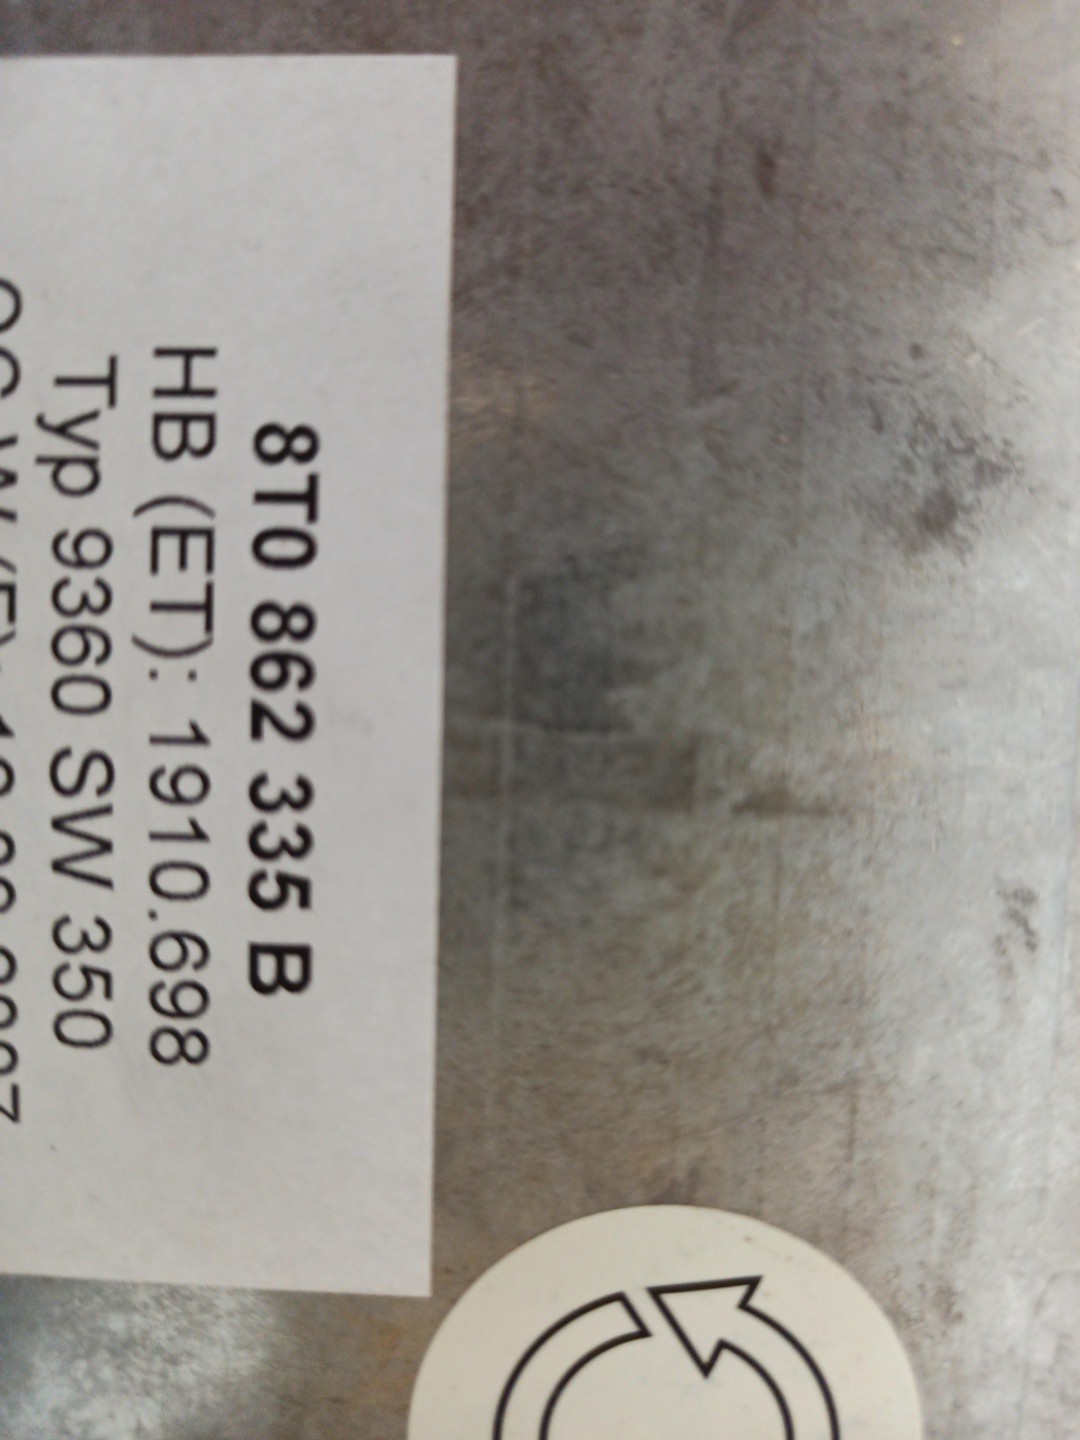 8T0 862 335 B
HB (ET): 1910.698
Typ 9360 SW 350